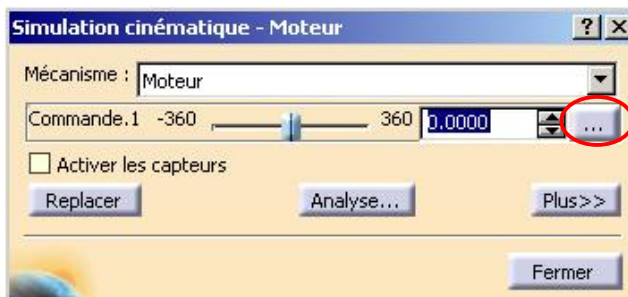 Simulation cinématique - Moteur ? X
Mécanisme : Moteur
Commande.1 -360 360 0.0000 ...
Activer les capteurs
Replacer Analyse... Plus>>
Fermer